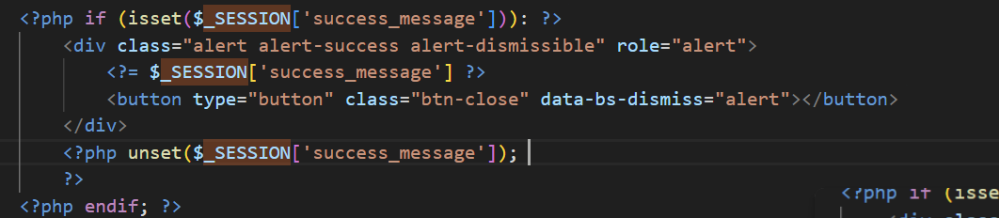 <?php if (isset($_SESSION['success_message'])): ?>
<div class="alert alert-success alert-dismissible" role="alert">
<?= $_SESSION['success_message'] ?>
<button type="button" class="btn-close" data-bs-dismiss="alert"></button>
</div>
<?php unset($_SESSION['success_message']);
?>
<?php endif; ?>
<?php if (isse